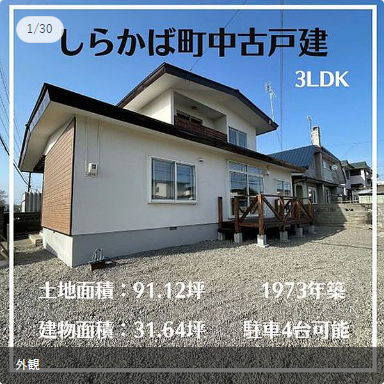 1/30
しらかば町中古戸建
3LDK
土地面積：91.12坪
1973年築
建物面積：31.64坪
駐車4台可能
外観